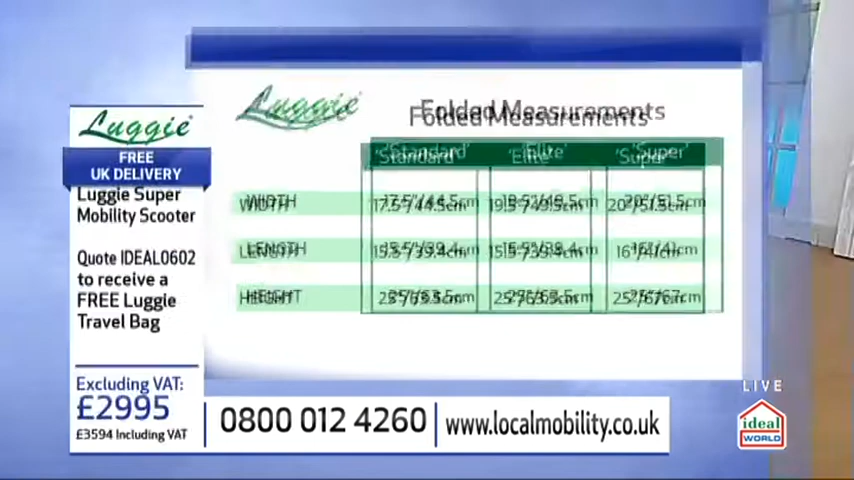 Luggie
Folded Measurements
'Standard' 'Elite' 'Super'
WIDTH 17.5"/44.5cm 19.5"/49.5cm 20"/51.5cm
LENGTH 15.5"/39.4cm 15.5"/39.4cm 16"/41cm
HEIGHT 25"/63.5cm 25"/63.5cm 25"/67cm
Luggie
FREE
UK DELIVERY
Luggie Super
Mobility Scooter
Quote IDEAL0602
to receive a
FREE Luggie
Travel Bag
Excluding VAT:
£2995
£3594 Including VAT
0800 012 4260
www.localmobility.co.uk
LIVE
ideal
WORLD